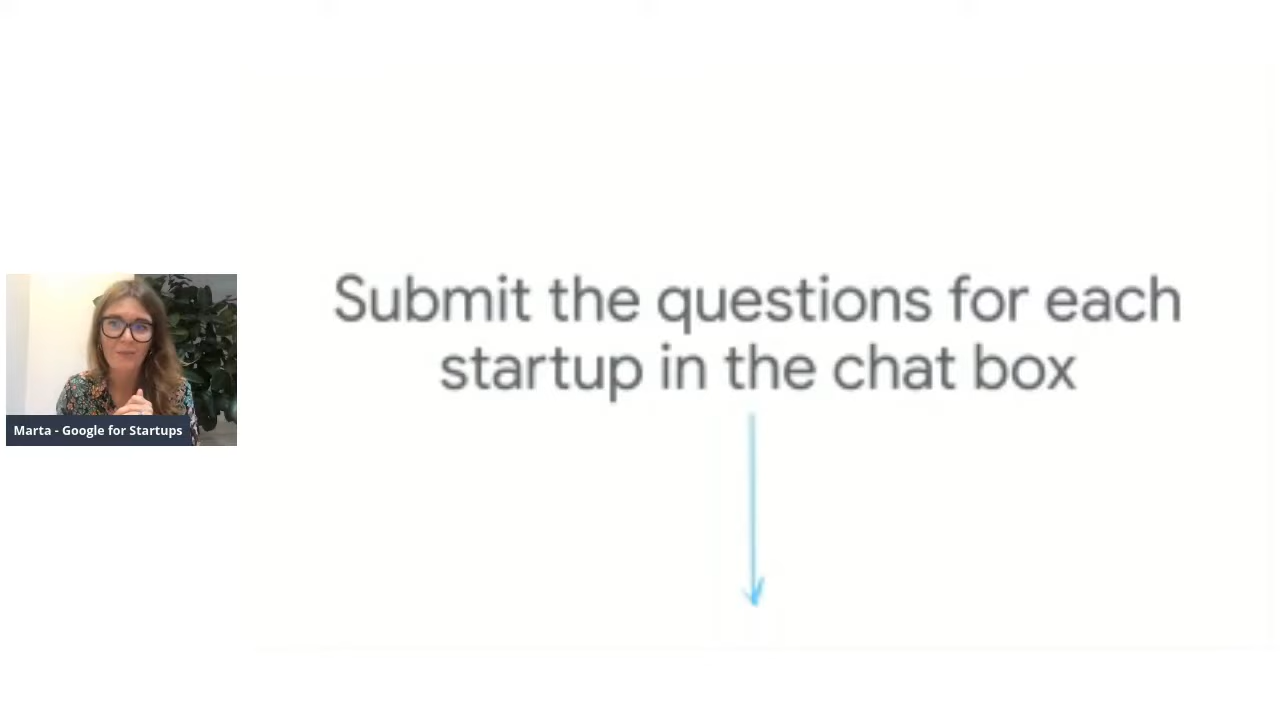 Submit the questions for each
startup in the chat box
Marta - Google for Startups